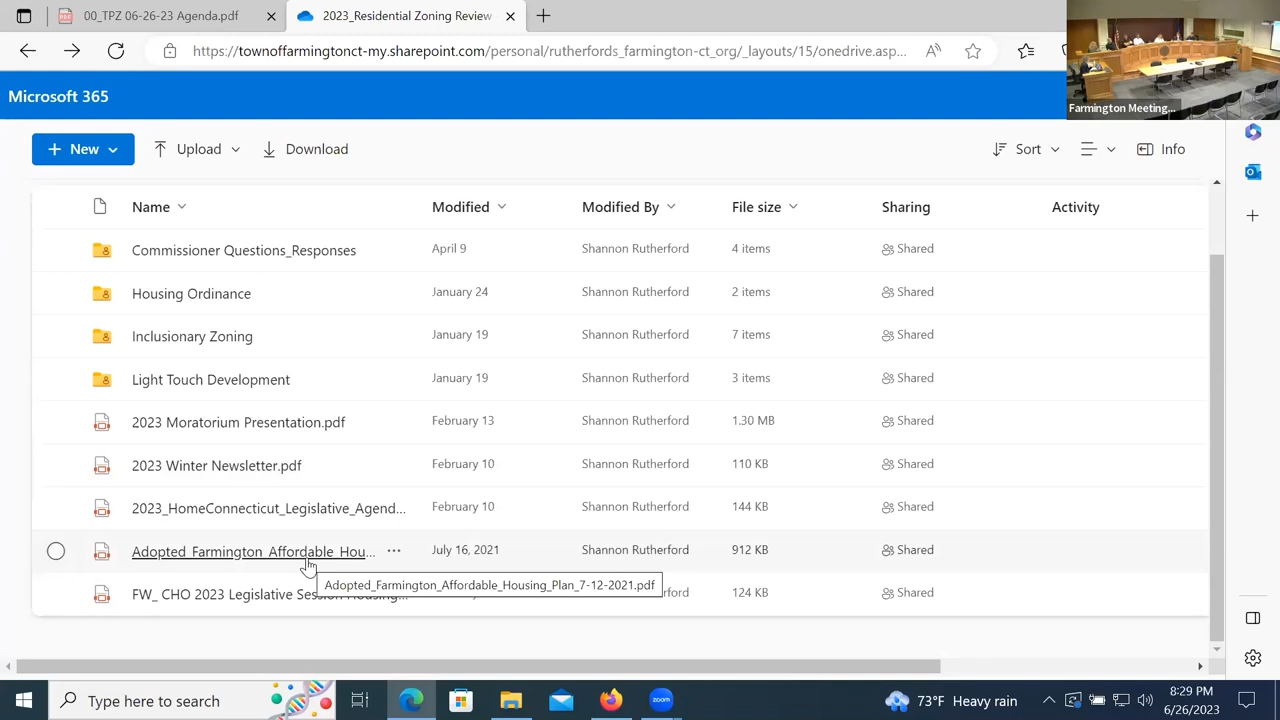 00_TPZ 06-26-23 Agenda.pdf
2023_Residential Zoning Review
https://townoffarmingtonct-my.sharepoint.com/personal/rutherfords_farmington-ct_org/_layouts/15/onedrive.asp...
Farmington Meeting...
Microsoft 365
New Upload Download Sort Info
Name Modified Modified By File size Sharing Activity
Commissioner Questions_Responses April 9 Shannon Rutherford 4 items Shared
Housing Ordinance January 24 Shannon Rutherford 2 items Shared
Inclusionary Zoning January 19 Shannon Rutherford 7 items Shared
Light Touch Development January 19 Shannon Rutherford 3 items Shared
2023 Moratorium Presentation.pdf February 13 Shannon Rutherford 1.30 MB Shared
2023 Winter Newsletter.pdf February 10 Shannon Rutherford 110 KB Shared
2023_HomeConnecticut_Legislative_Agend... February 10 Shannon Rutherford 144 KB Shared
Adopted_Farmington_Affordable_Hou... July 16, 2021 Shannon Rutherford 912 KB Shared
Adopted_Farmington_Affordable_Housing_Plan_7-12-2021.pdf
FW_ CHO 2023 Legislative Session 124 KB Shared
Type here to search
zoom
73°F Heavy rain
8:29 PM
6/26/2023